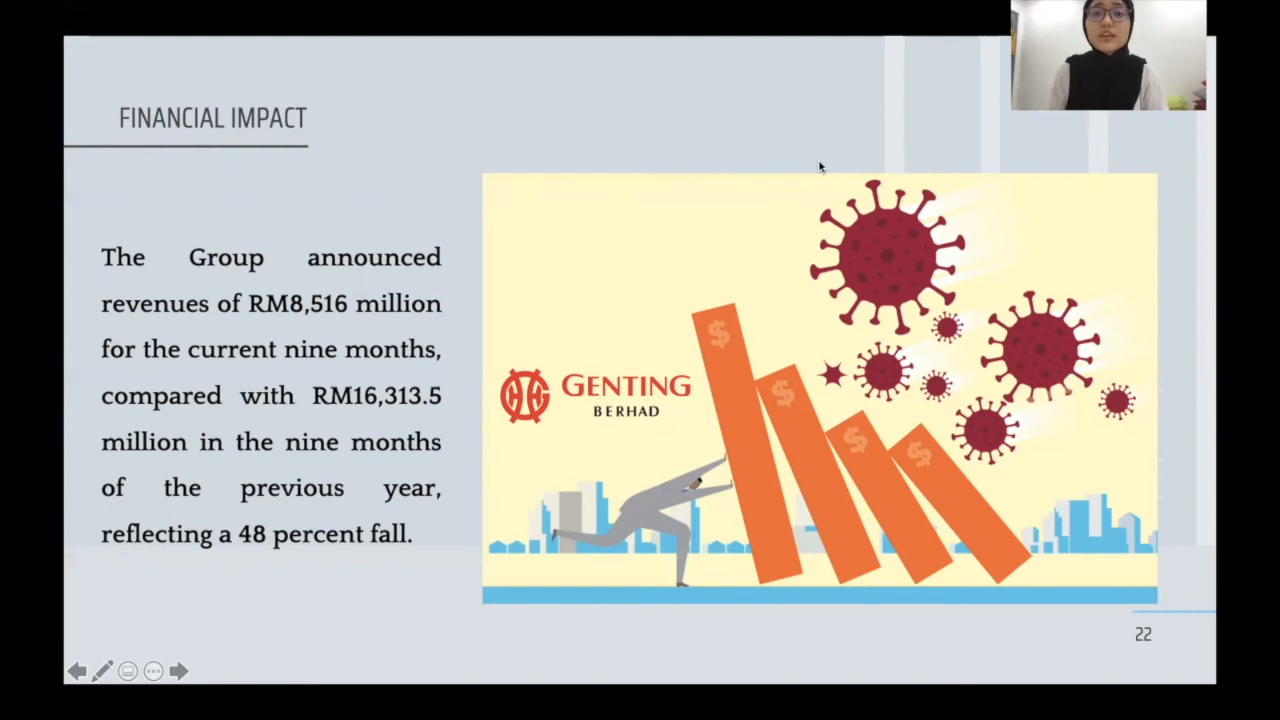 FINANCIAL IMPACT
The Group announced
revenues of RM8,516 million
for the current nine months,
compared with RM16,313.5
million in the nine months
of the previous year,
reflecting a 48 percent fall.
GENTING
BERHAD
$
$
$
$
22